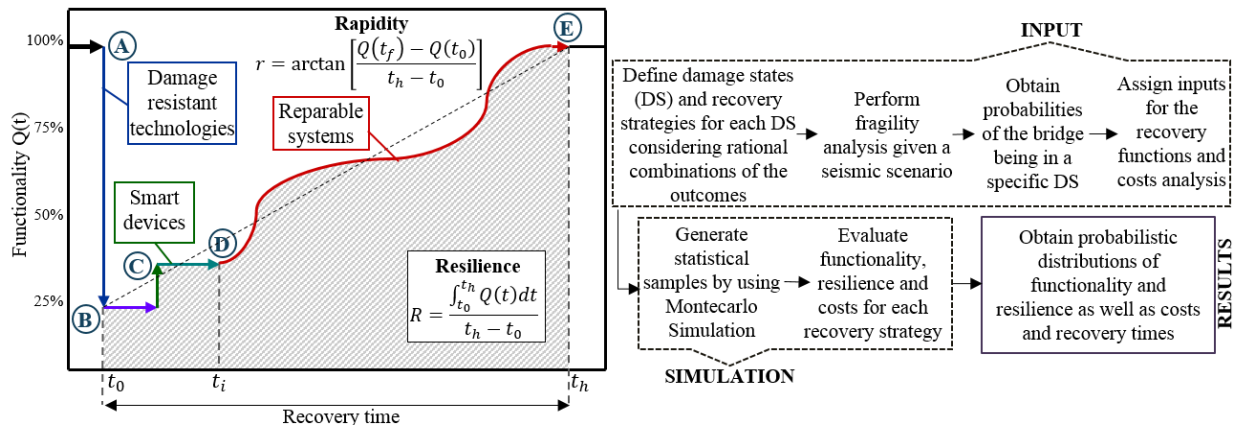 Functionality Q(t)
100%
75%
50%
25%
A
B
C
D
E
Rapidity
r = arctan [ Q(t_f) − Q(t_0) / t_h − t_0 ]
Damage
resistant
technologies
Reparable
systems
Smart
devices
Resilience
R = ∫_{t_0}^{t_h} Q(t)dt / t_h − t_0
t_0
t_i
t_h
Recovery time
INPUT
Define damage states
(DS) and recovery
strategies for each DS
considering rational
combinations of the
outcomes
Perform
fragility
analysis given a
seismic scenario
Obtain
probabilities
of the bridge
being in a
specific DS
Assign inputs
for the
recovery
functions and
costs analysis
Generate
statistical
samples by using
Montecarlo
Simulation
Evaluate
functionality,
resilience and
costs for each
recovery strategy
SIMULATION
Obtain probabilistic
distributions of
functionality and
resilience as well as costs
and recovery times
RESULTS